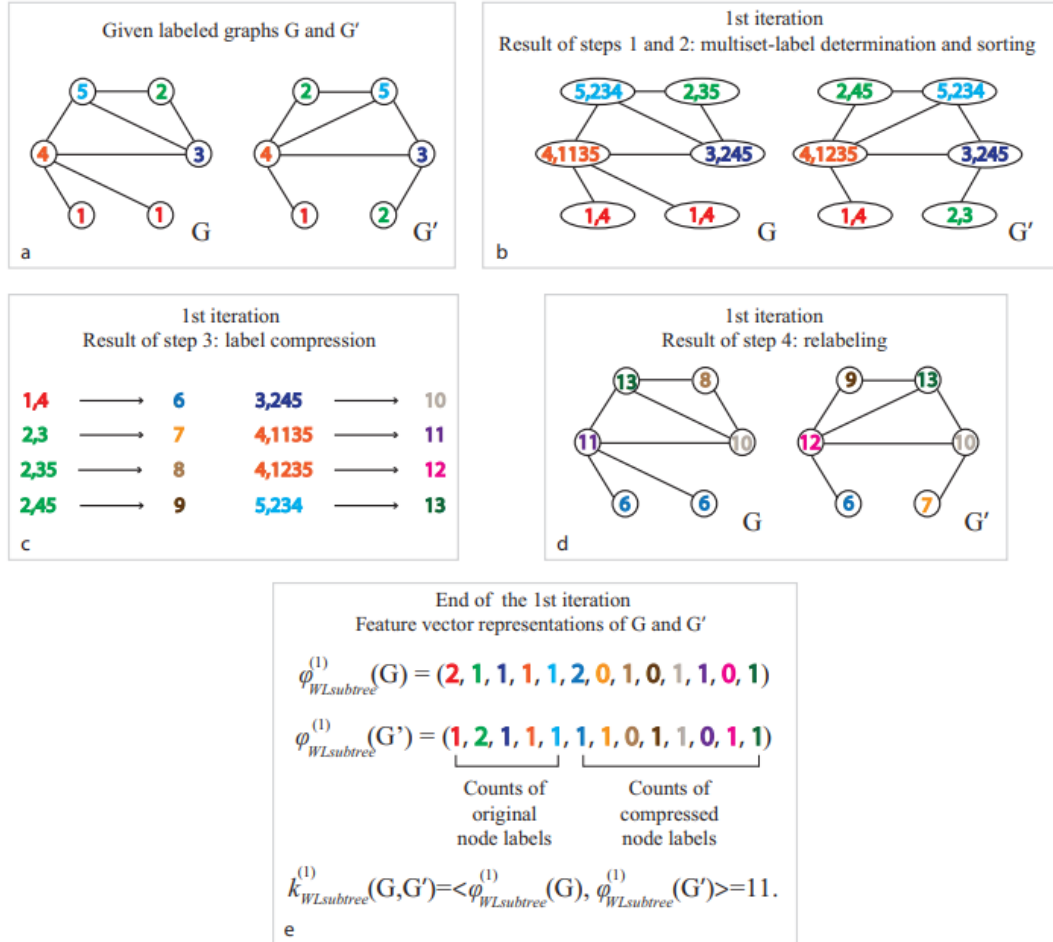 Given labeled graphs G and G′
5 2 2 5
4 3 4 3
1 1 G 1 2 G′
a
1st iteration
Result of steps 1 and 2: multiset-label determination and sorting
5,234 2,35 2,45 5,234
4,1135 3,245 4,1235 3,245
1,4 1,4 G 1,4 2,3 G′
b
1st iteration
Result of step 3: label compression
1,4 → 6 3,245 → 10
2,3 → 7 4,1135 → 11
2,35 → 8 4,1235 → 12
2,45 → 9 5,234 → 13
c
1st iteration
Result of step 4: relabeling
13 8 9 13
11 10 12 10
6 6 G 6 7 G′
d
End of the 1st iteration
Feature vector representations of G and G′
φ(1)WLsubtree(G) = (2, 1, 1, 1, 1, 2, 0, 1, 0, 1, 1, 0, 1)
φ(1)WLsubtree(G’) = (1, 2, 1, 1, 1, 1, 1, 0, 1, 1, 0, 1, 1)
Counts of Counts of
original compressed
node labels node labels
k(1)WLsubtree(G,G′)=<φ(1)WLsubtree(G), φ(1)WLsubtree(G′)>=11.
e